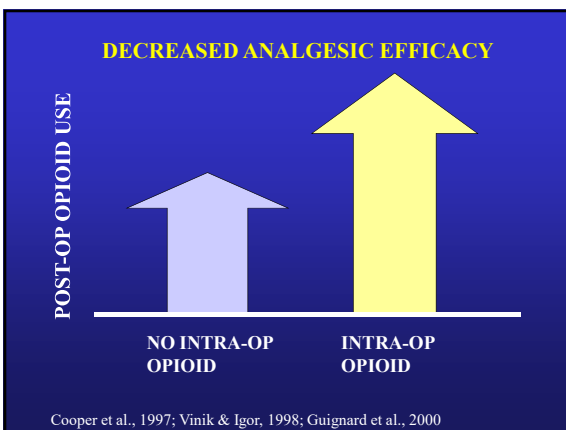 DECREASED ANALGESIC EFFICACY
POST-OP OPIOID USE
NO INTRA-OP
OPIOID
INTRA-OP
OPIOID
Cooper et al., 1997; Vinik & Igor, 1998; Guignard et al., 2000